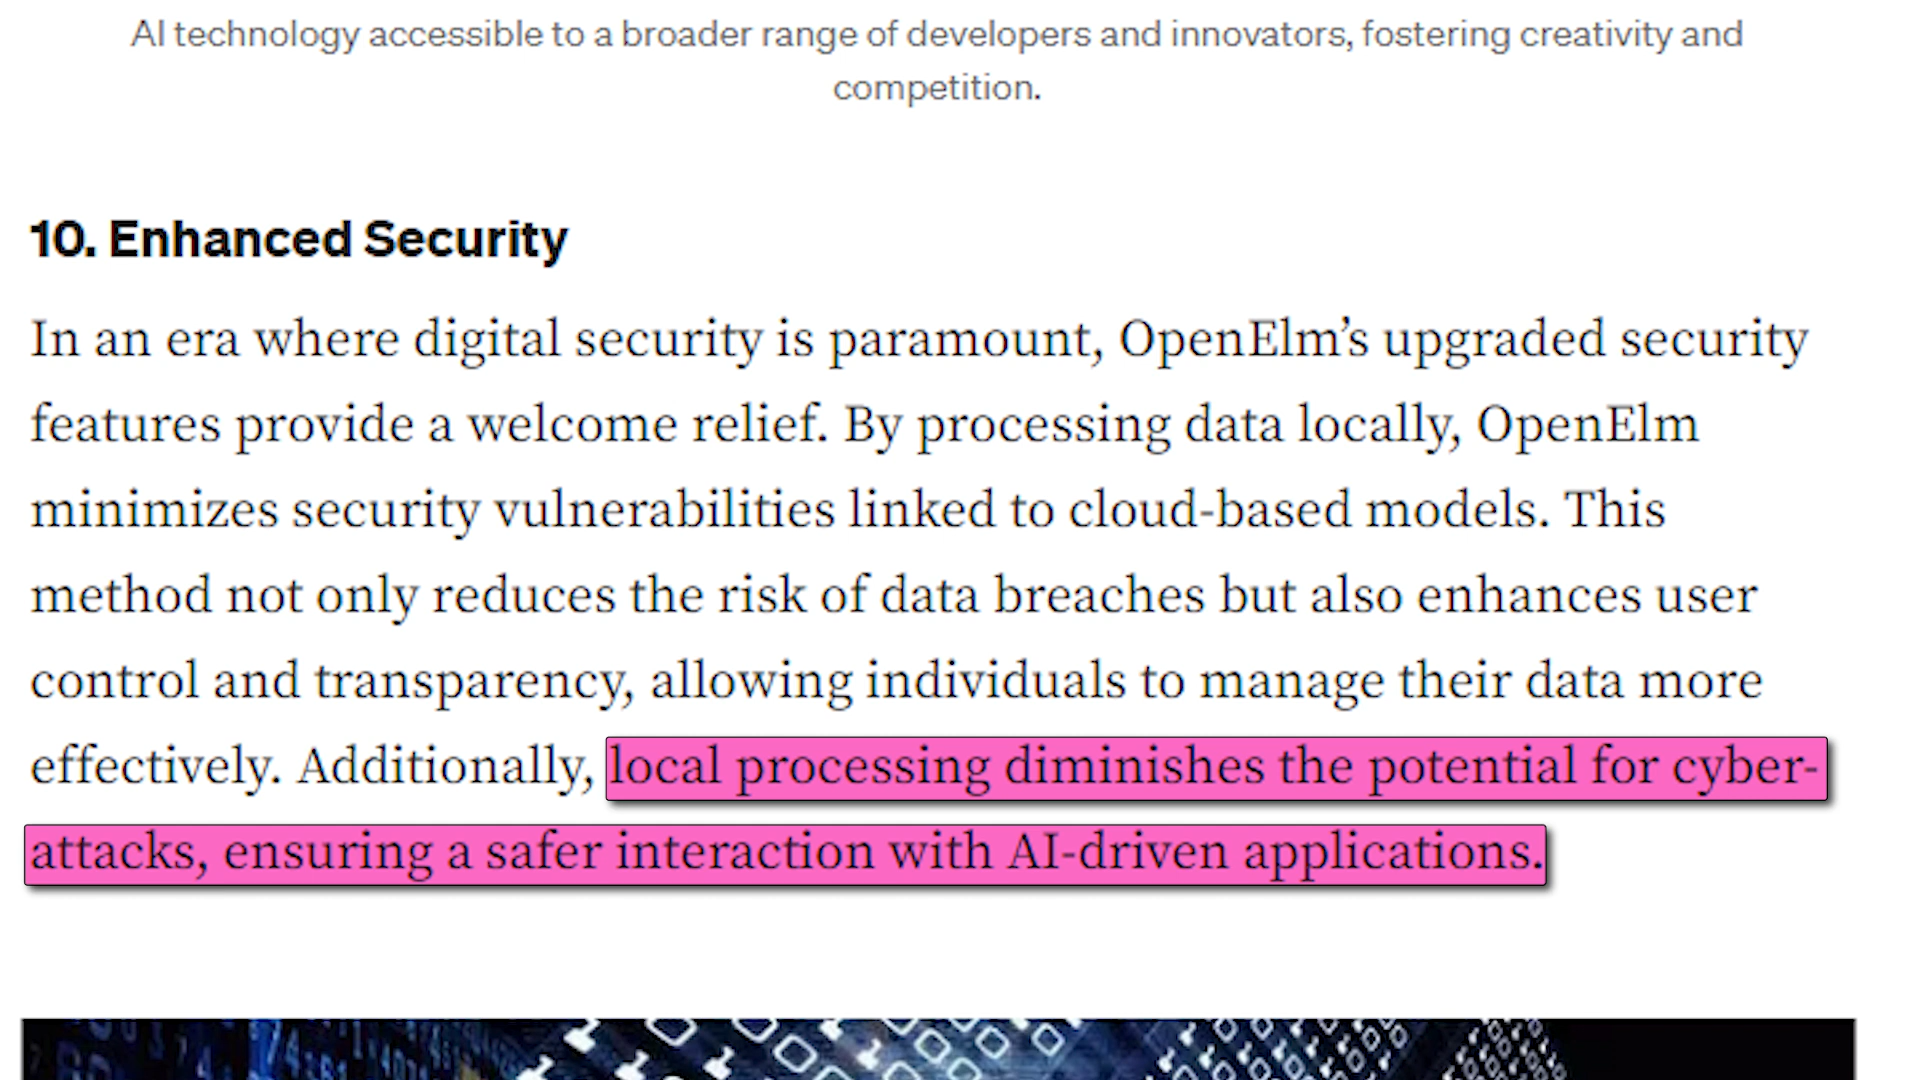 AI technology accessible to a broader range of developers and innovators, fostering creativity and
competition.
10. Enhanced Security
In an era where digital security is paramount, OpenElm’s upgraded security
features provide a welcome relief. By processing data locally, OpenElm
minimizes security vulnerabilities linked to cloud-based models. This
method not only reduces the risk of data breaches but also enhances user
control and transparency, allowing individuals to manage their data more
effectively. Additionally, local processing diminishes the potential for cyber-
attacks, ensuring a safer interaction with AI-driven applications.